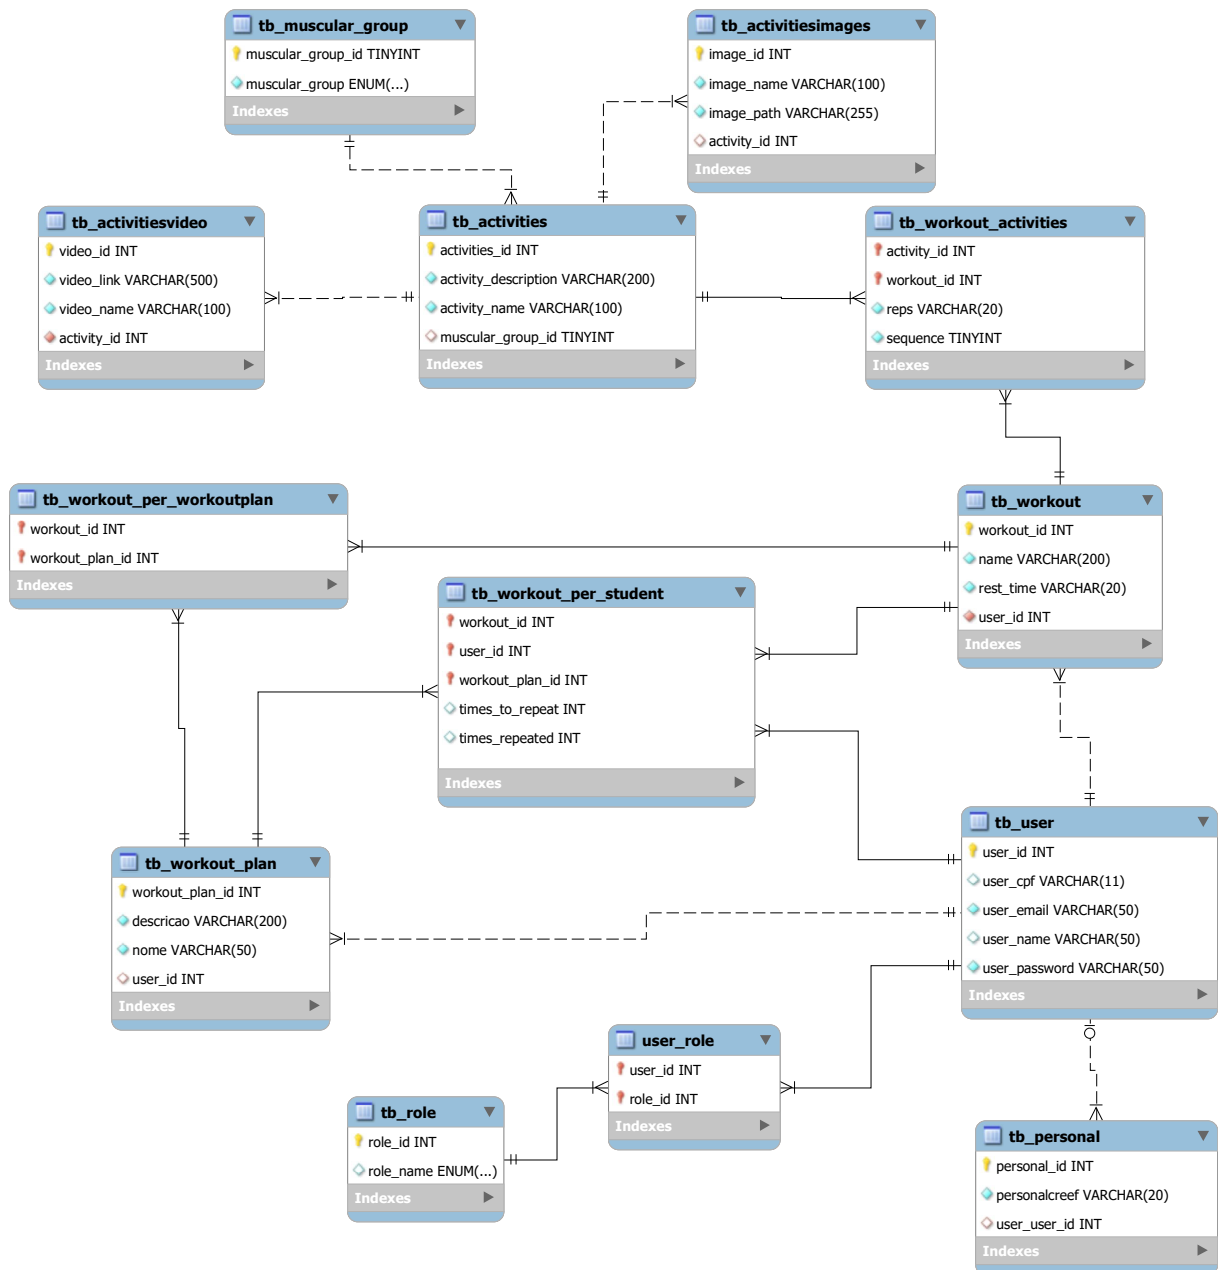 tb_muscular_group
muscular_group_id TINYINT
muscular_group ENUM(...)
Indexes
tb_activitiesimages
image_id INT
image_name VARCHAR(100)
image_path VARCHAR(255)
activity_id INT
Indexes
tb_activitiesvideo
video_id INT
video_link VARCHAR(500)
video_name VARCHAR(100)
activity_id INT
Indexes
tb_activities
activities_id INT
activity_description VARCHAR(200)
activity_name VARCHAR(100)
muscular_group_id TINYINT
Indexes
tb_workout_activities
activity_id INT
workout_id INT
reps VARCHAR(20)
sequence TINYINT
Indexes
tb_workout_per_workoutplan
workout_id INT
workout_plan_id INT
Indexes
tb_workout
workout_id INT
name VARCHAR(200)
rest_time VARCHAR(20)
user_id INT
Indexes
tb_workout_per_student
workout_id INT
user_id INT
workout_plan_id INT
times_to_repeat INT
times_repeated INT
Indexes
tb_workout_plan
workout_plan_id INT
descricao VARCHAR(200)
nome VARCHAR(50)
user_id INT
Indexes
tb_user
user_id INT
user_cpf VARCHAR(11)
user_email VARCHAR(50)
user_name VARCHAR(50)
user_password VARCHAR(50)
Indexes
user_role
user_id INT
role_id INT
Indexes
tb_role
role_id INT
role_name ENUM(...)
Indexes
tb_personal
personal_id INT
personalcreef VARCHAR(20)
user_user_id INT
Indexes